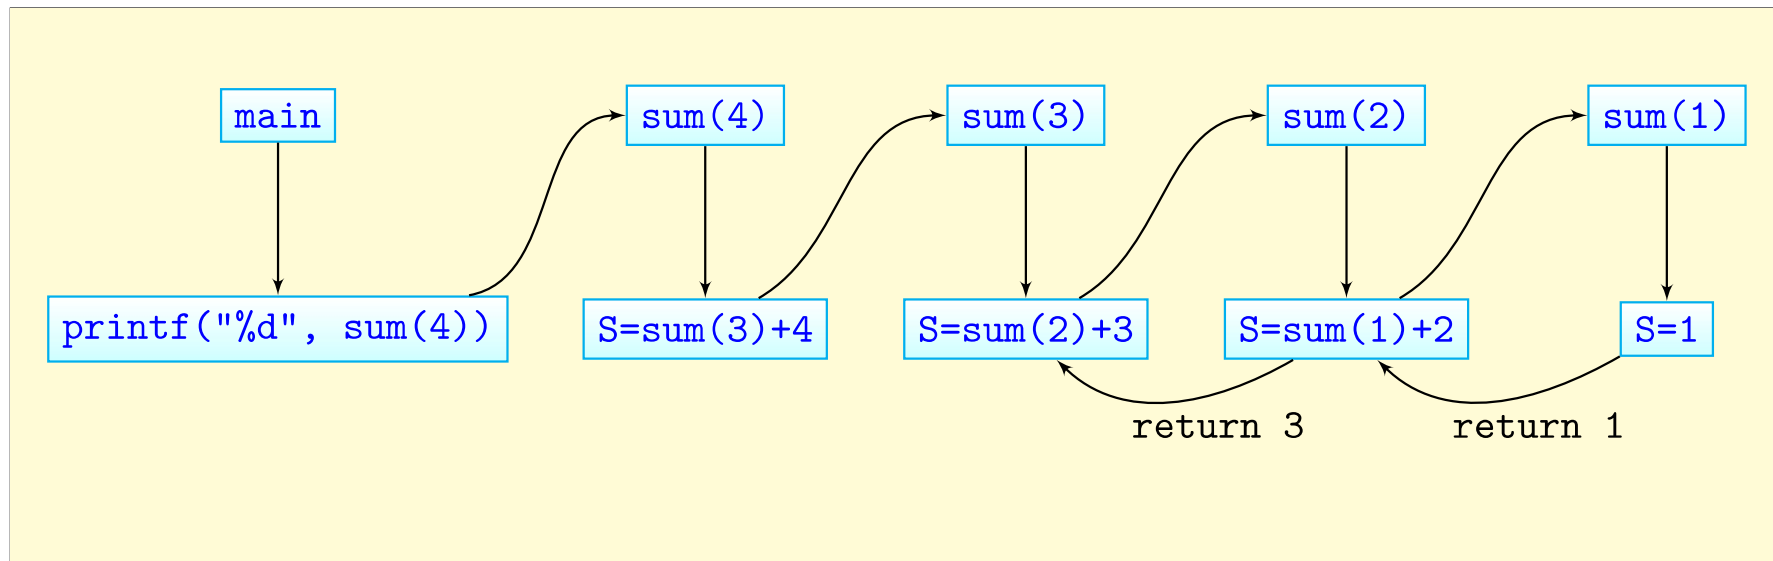 main
sum(4)
sum(3)
sum(2)
sum(1)
printf("%d", sum(4))
S=sum(3)+4
S=sum(2)+3
S=sum(1)+2
S=1
return 3
return 1